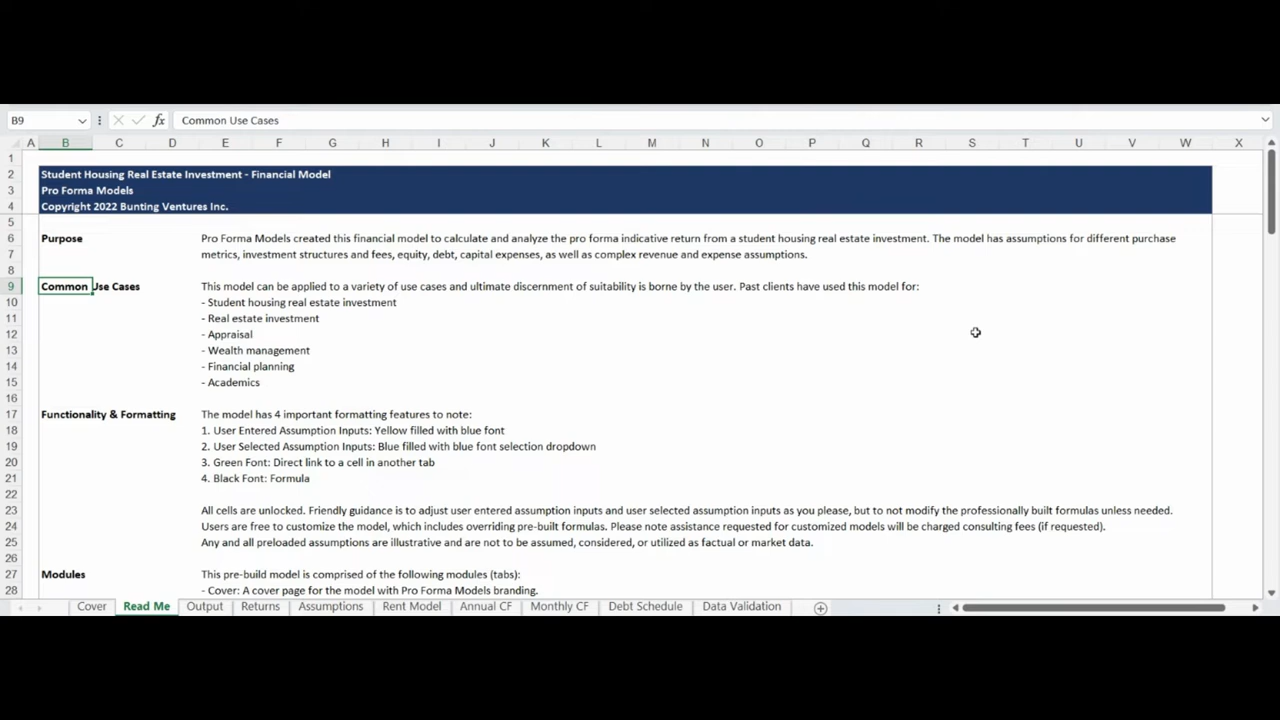 B9 fx Common Use Cases
A B C D E F G H I J K L M N O P Q R S T U V W X
1
2 Student Housing Real Estate Investment - Financial Model
3 Pro Forma Models
4 Copyright 2022 Bunting Ventures Inc.
5
6 Purpose Pro Forma Models created this financial model to calculate and analyze the pro forma indicative return from a student housing real estate investment. The model has assumptions for different purchase
7 metrics, investment structures and fees, equity, debt, capital expenses, as well as complex revenue and expense assumptions.
8
9 Common Use Cases This model can be applied to a variety of use cases and ultimate discernment of suitability is borne by the user. Past clients have used this model for:
10 - Student housing real estate investment
11 - Real estate investment
12 - Appraisal
13 - Wealth management
14 - Financial planning
15 - Academics
16
17 Functionality & Formatting The model has 4 important formatting features to note:
18 1. User Entered Assumption Inputs: Yellow filled with blue font
19 2. User Selected Assumption Inputs: Blue filled with blue font selection dropdown
20 3. Green Font: Direct link to a cell in another tab
21 4. Black Font: Formula
22
23 All cells are unlocked. Friendly guidance is to adjust user entered assumption inputs and user selected assumption inputs as you please, but to not modify the professionally built formulas unless needed.
24 Users are free to customize the model, which includes overriding pre-built formulas. Please note assistance requested for customized models will be charged consulting fees (if requested).
25 Any and all preloaded assumptions are illustrative and are not to be assumed, considered, or utilized as factual or market data.
26
27 Modules This pre-build model is comprised of the following modules (tabs):
28 - Cover: A cover page for the model with Pro Forma Models branding.
Cover Read Me Output Returns Assumptions Rent Model Annual CF Monthly CF Debt Schedule Data Validation